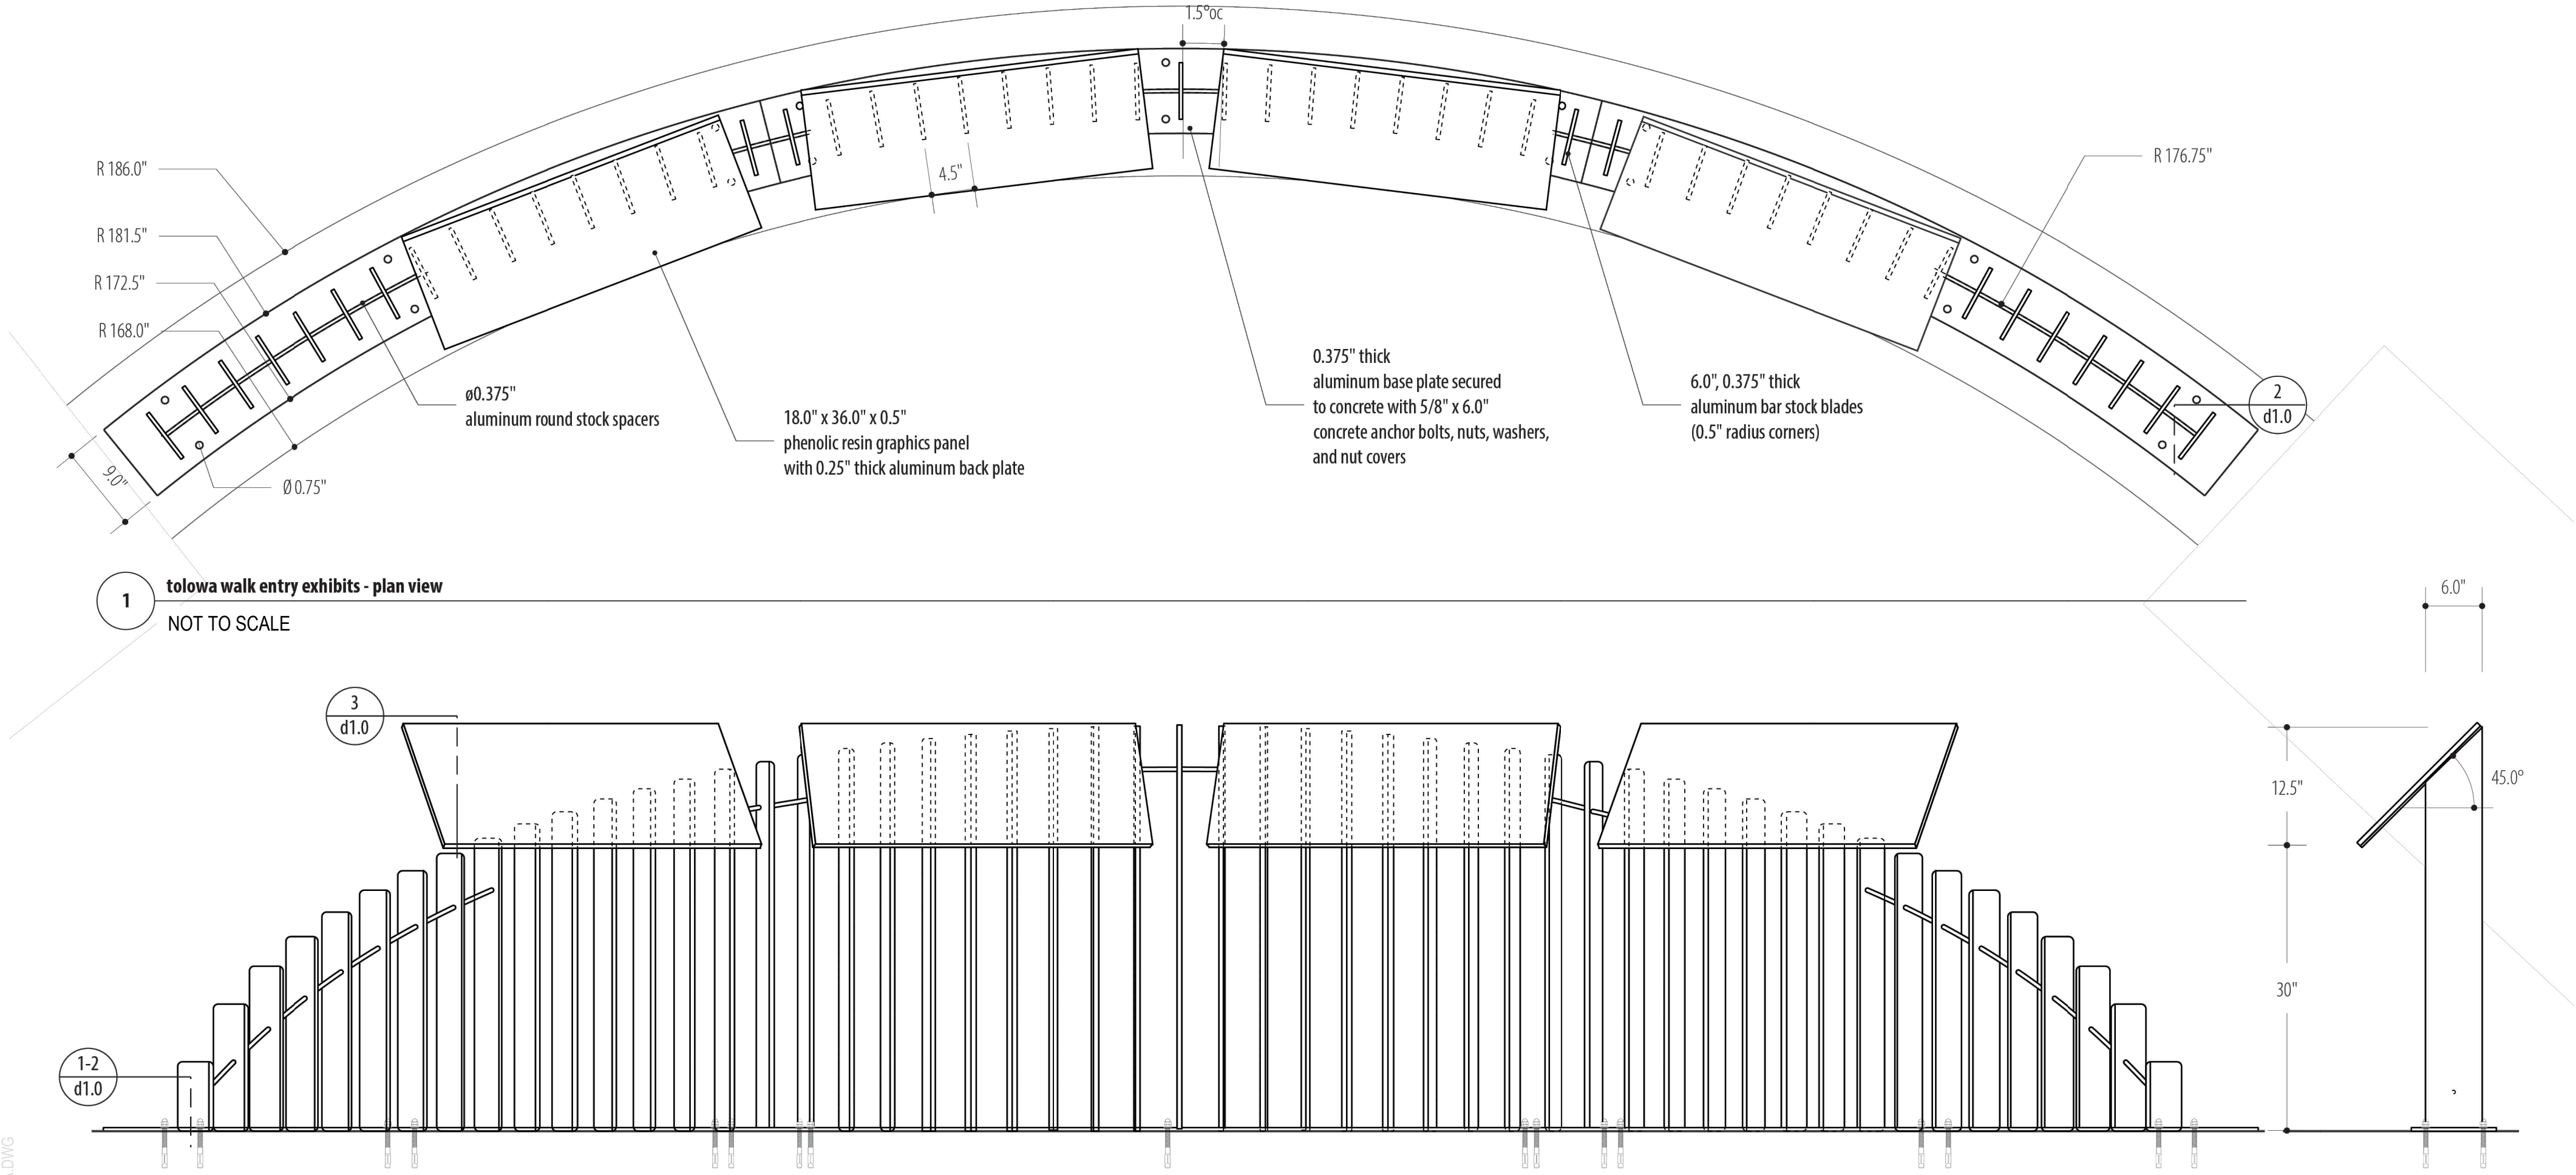 1.5°oc
R 186.0"
R 176.75"
4.5"
R 181.5"
R 172.5"
R 168.0"
ø0.375"
aluminum round stock spacers
18.0" x 36.0" x 0.5"
phenolic resin graphics panel
with 0.25" thick aluminum back plate
0.375" thick
aluminum base plate secured
to concrete with 5/8" x 6.0"
concrete anchor bolts, nuts, washers,
and nut covers
6.0", 0.375" thick
aluminum bar stock blades
(0.5" radius corners)
2
d1.0
9.0"
Ø 0.75"
1
tolowa walk entry exhibits - plan view
NOT TO SCALE
6.0"
3
d1.0
12.5"
45.0°
30"
1-2
d1.0
.DWG